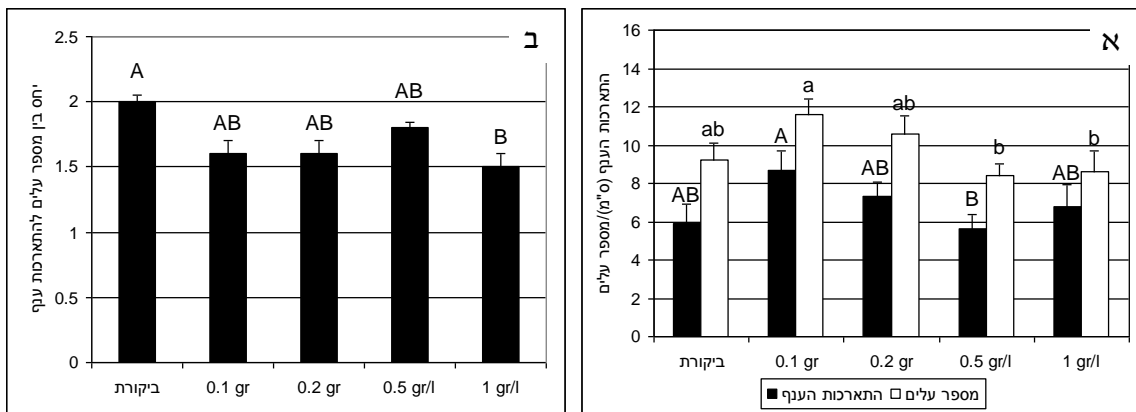 א
התארכות הענף (ס"מ)/מספר עלים
16
14
12
10
8
6
4
2
0
AB ab
A a
AB ab
B b
AB b
ביקורת 0.1 gr 0.2 gr 0.5 gr/l 1 gr/l
התארכות הענף מספר עלים
ב
יחס בין מספר עלים להתארכות ענף
2.5
2
1.5
1
0.5
0
A AB AB AB B
ביקורת 0.1 gr 0.2 gr 0.5 gr/l 1 gr/l